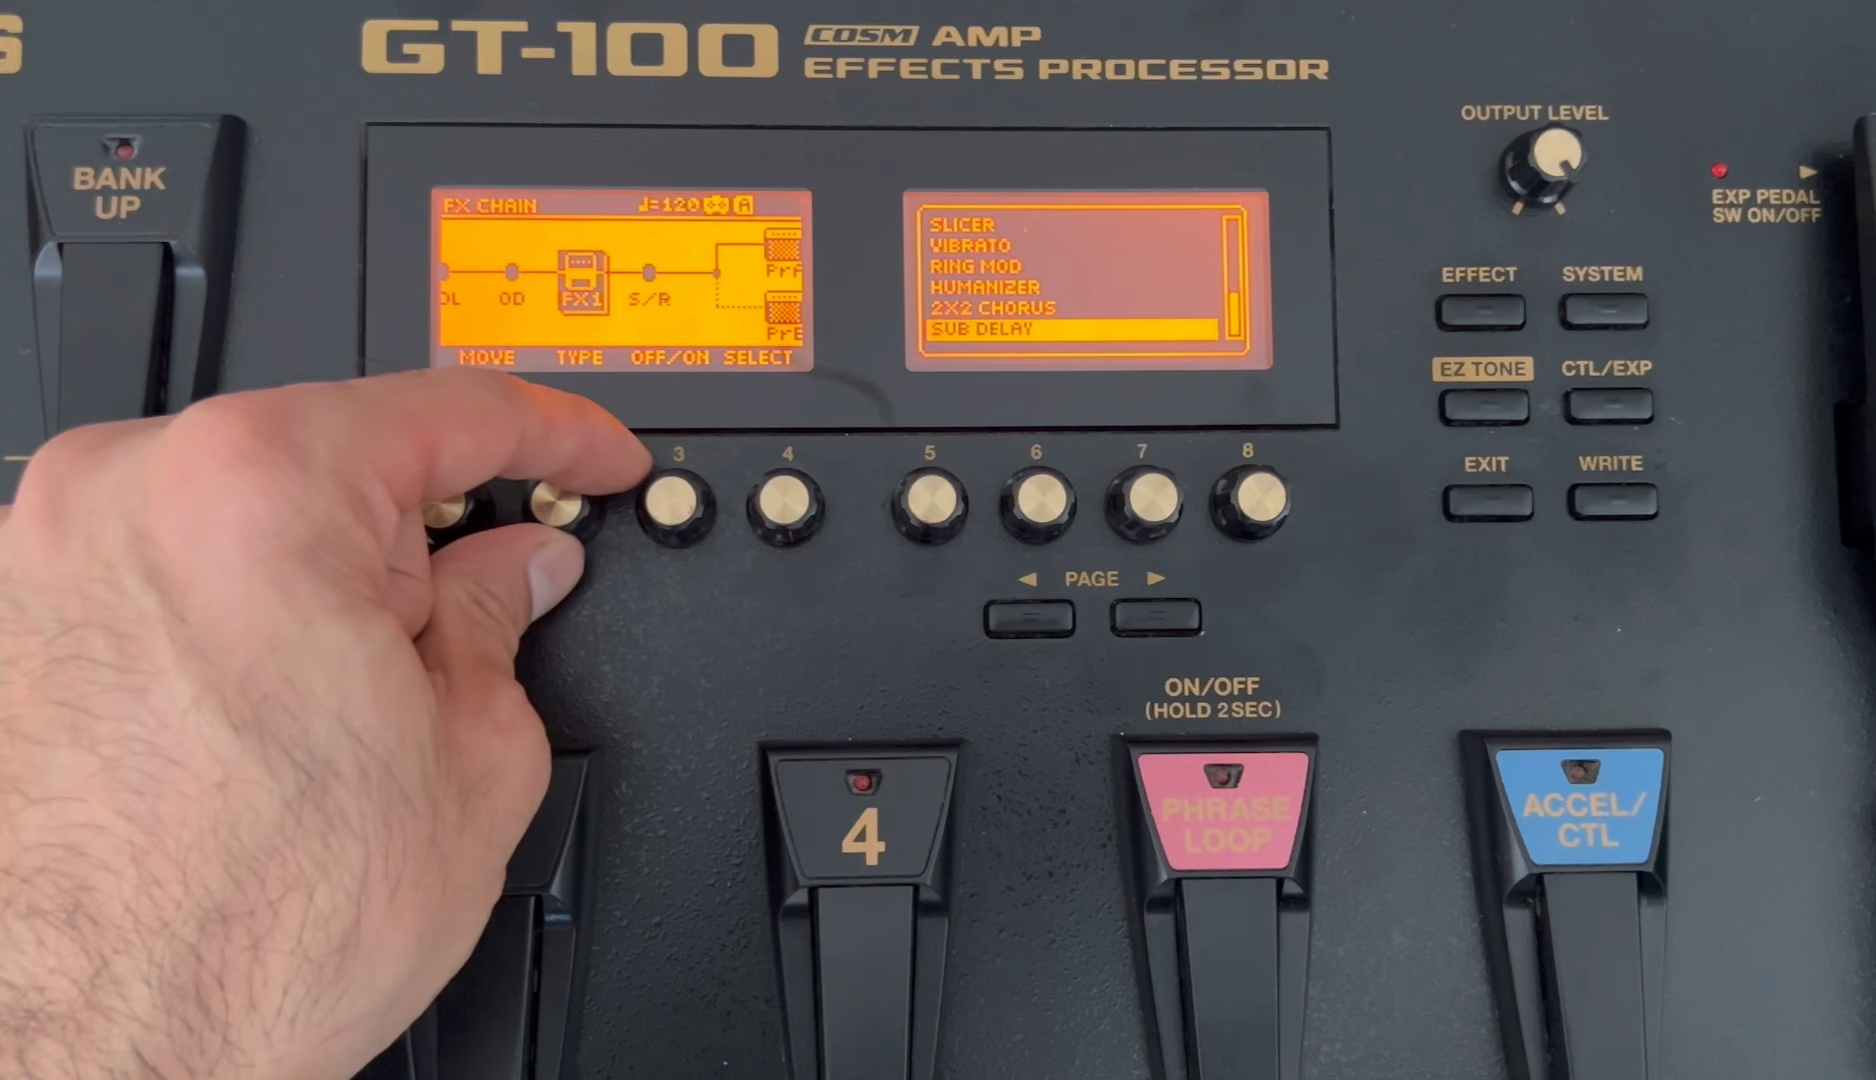 GT-100 COSM AMP
EFFECTS PROCESSOR
BANK
UP
FX CHAIN ♩=120 A
OD FX1 S/R
MOVE TYPE OFF/ON SELECT
SLICER
VIBRATO
RING MOD
HUMANIZER
2X2 CHORUS
SUB DELAY
OUTPUT LEVEL
EXP PEDAL
SW ON/OFF
EFFECT SYSTEM
EZ TONE CTL/EXP
EXIT WRITE
3 4 5 6 7 8
◀ PAGE ▶
ON/OFF
(HOLD 2SEC)
4
PHRASE
LOOP
ACCEL/
CTL